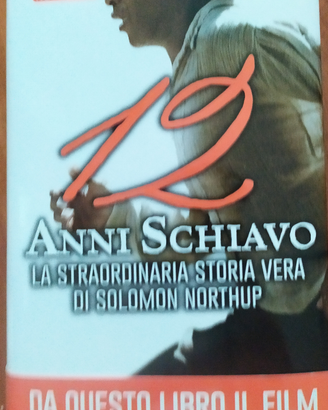 12
ANNI SCHIAVO
LA STRAORDINARIA STORIA VERA
DI SOLOMON NORTHUP
DA QUESTO LIBRO IL FILM